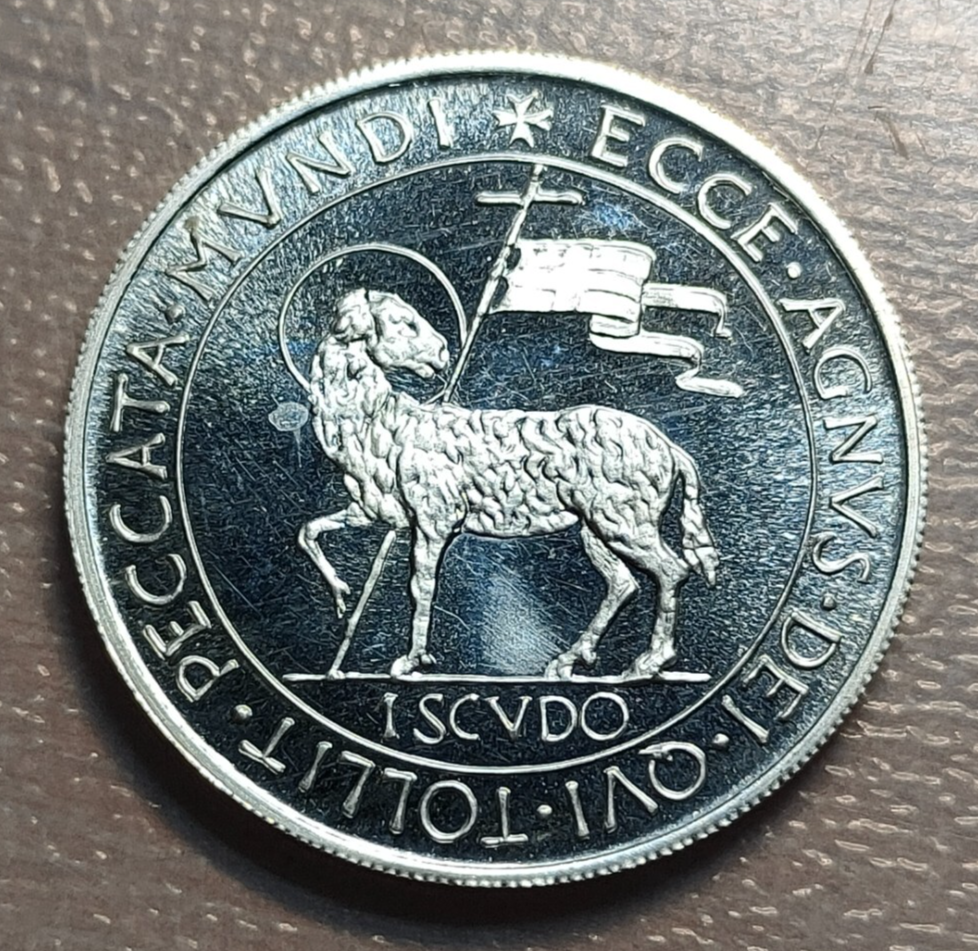 ECCE·AGNVS·DEI·QVI·TOLLIT·PECCATA·MVNDI
1 SCVDO